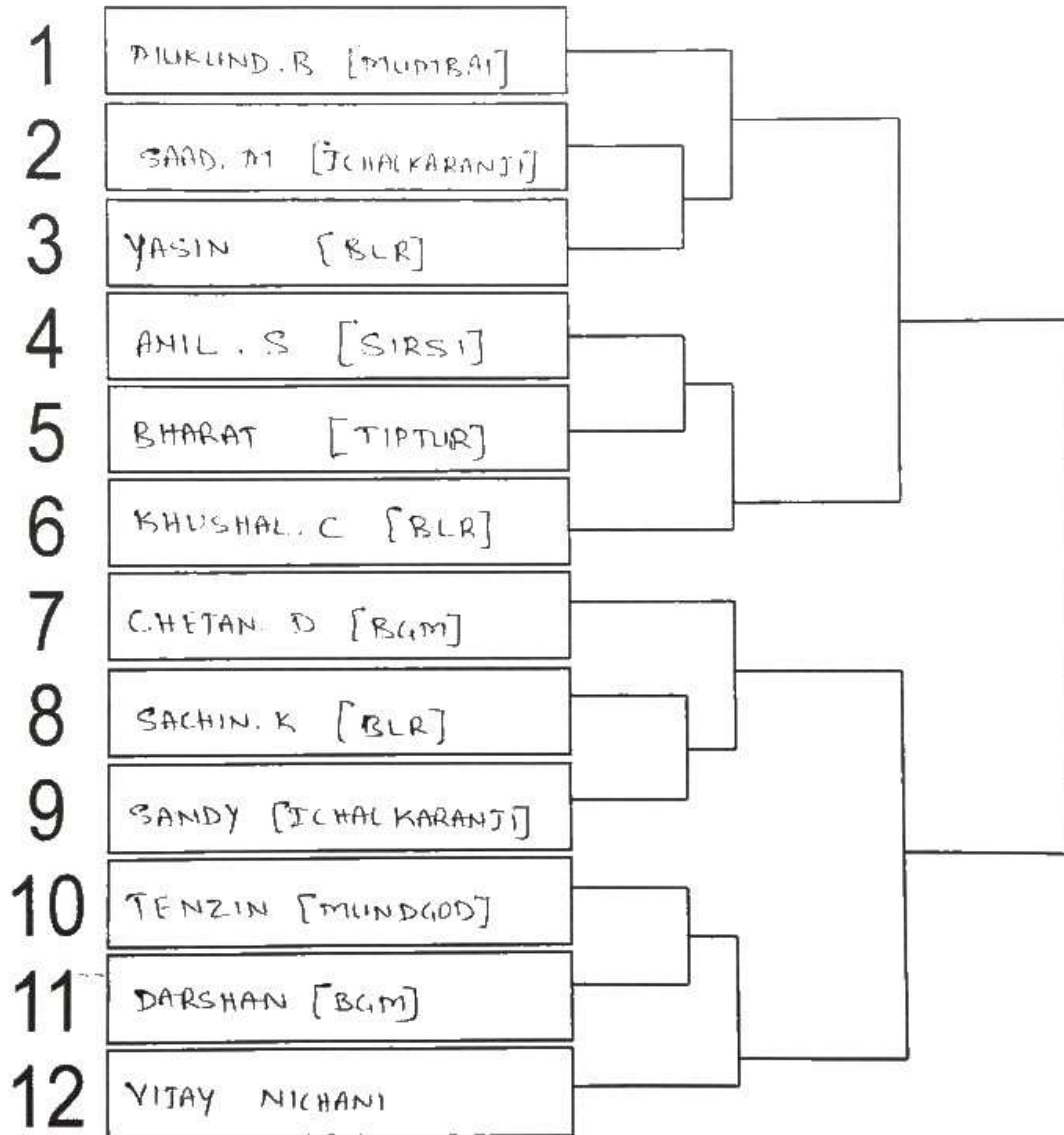 1 MUKUND.B [MUMBAI]
2 SAAD. M [ICHALKARANJI]
3 YASIN [BLR]
4 ANIL. S [SIRSI]
5 BHARAT [TIPTUR]
6 KHUSHAL. C [BLR]
7 CHETAN. D [BGM]
8 SACHIN. K [BLR]
9 SANDY [ICHALKARANJI]
10 TENZIN [MUNDGOD]
11 DARSHAN [BGM]
12 VIJAY NICHANI